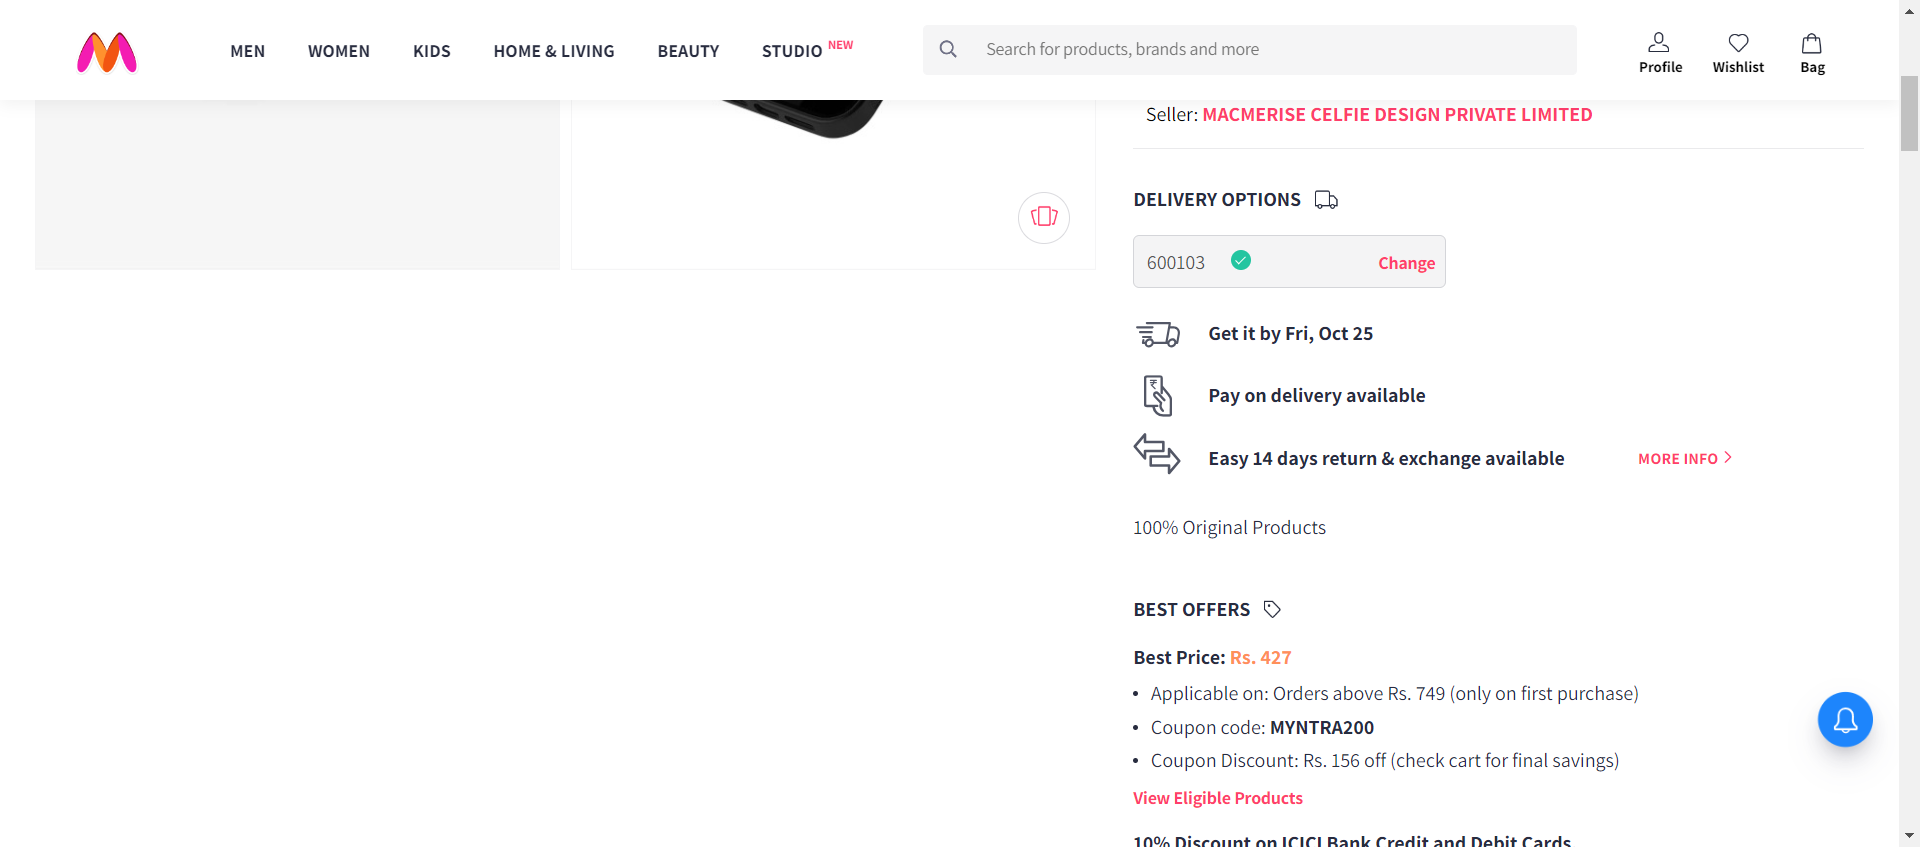 MEN WOMEN KIDS HOME & LIVING BEAUTY STUDIO NEW Search for products, brands and more Profile Wishlist Bag
Seller: MACMERISE CELFIE DESIGN PRIVATE LIMITED
DELIVERY OPTIONS
600103 Change
Get it by Fri, Oct 25
Pay on delivery available
Easy 14 days return & exchange available MORE INFO
100% Original Products
BEST OFFERS
Best Price: Rs. 427
• Applicable on: Orders above Rs. 749 (only on first purchase)
• Coupon code: MYNTRA200
• Coupon Discount: Rs. 156 off (check cart for final savings)
View Eligible Products
10% Discount on ICICI Bank Credit and Debit Cards